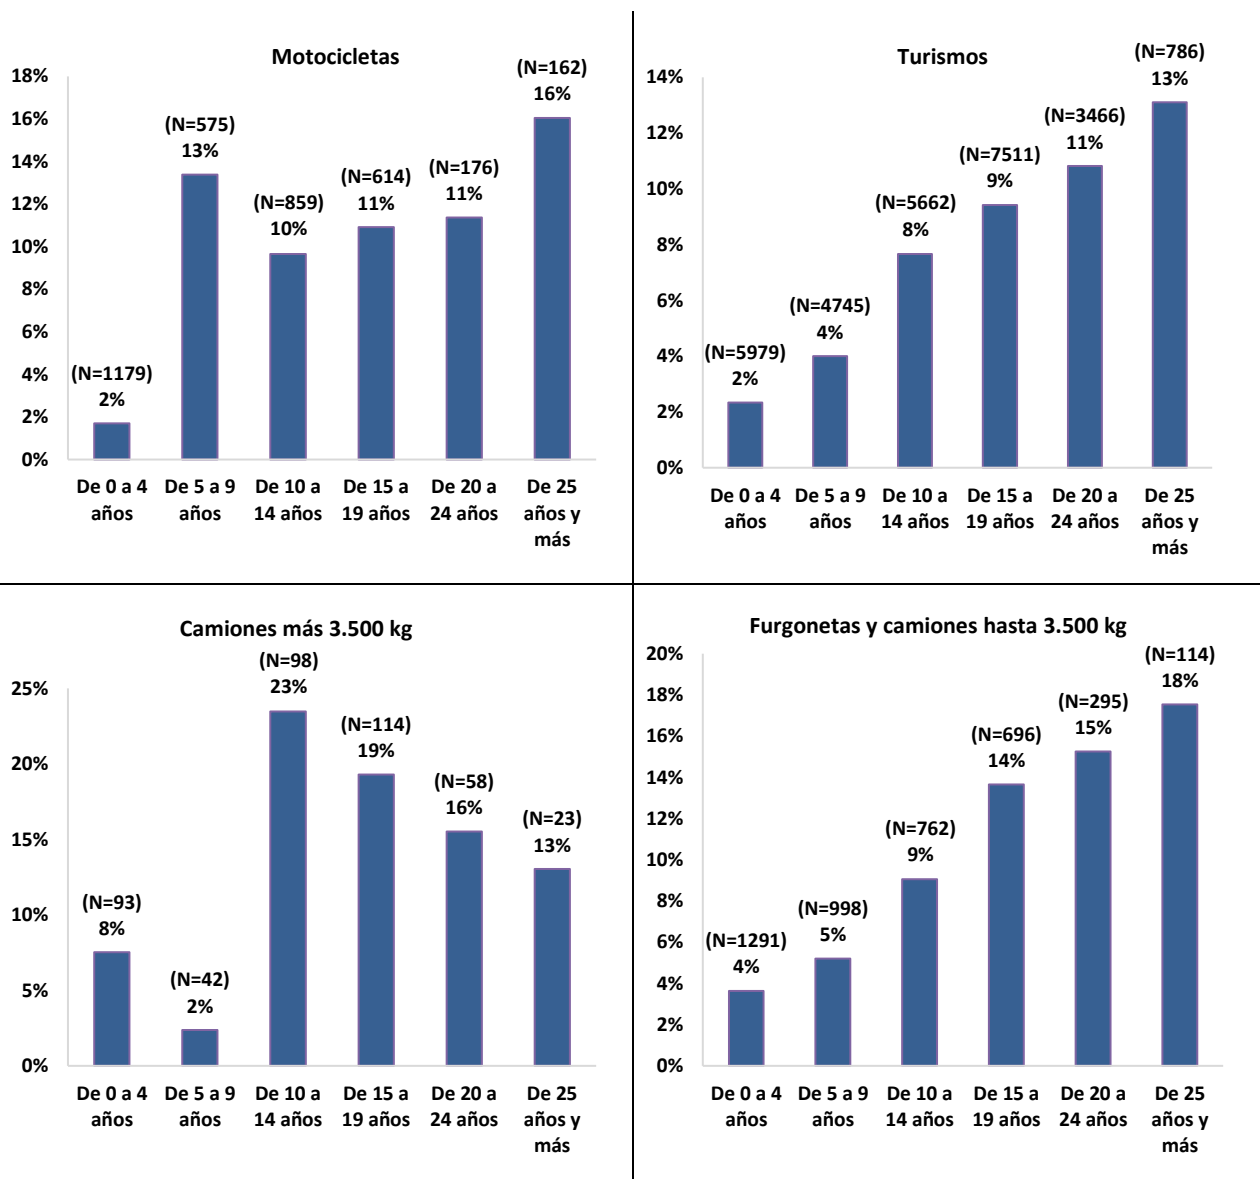 Motocicletas
18%
16%
14%
12%
10%
8%
6%
4%
2%
0%
(N=1179)
2%
(N=575)
13%
(N=859)
10%
(N=614)
11%
(N=176)
11%
(N=162)
16%
De 0 a 4
años
De 5 a 9
años
De 10 a
14 años
De 15 a
19 años
De 20 a
24 años
De 25
años y
más
Turismos
14%
12%
10%
8%
6%
4%
2%
0%
(N=5979)
2%
(N=4745)
4%
(N=5662)
8%
(N=7511)
9%
(N=3466)
11%
(N=786)
13%
De 0 a 4
años
De 5 a 9
años
De 10 a
14 años
De 15 a
19 años
De 20 a
24 años
De 25
años y
más
Camiones más 3.500 kg
25%
20%
15%
10%
5%
0%
(N=93)
8%
(N=42)
2%
(N=98)
23%
(N=114)
19%
(N=58)
16%
(N=23)
13%
De 0 a 4
años
De 5 a 9
años
De 10 a
14 años
De 15 a
19 años
De 20 a
24 años
De 25
años y
más
Furgonetas y camiones hasta 3.500 kg
20%
18%
16%
14%
12%
10%
8%
6%
4%
2%
0%
(N=1291)
4%
(N=998)
5%
(N=762)
9%
(N=696)
14%
(N=295)
15%
(N=114)
18%
De 0 a 4
años
De 5 a 9
años
De 10 a
14 años
De 15 a
19 años
De 20 a
24 años
De 25
años y
más